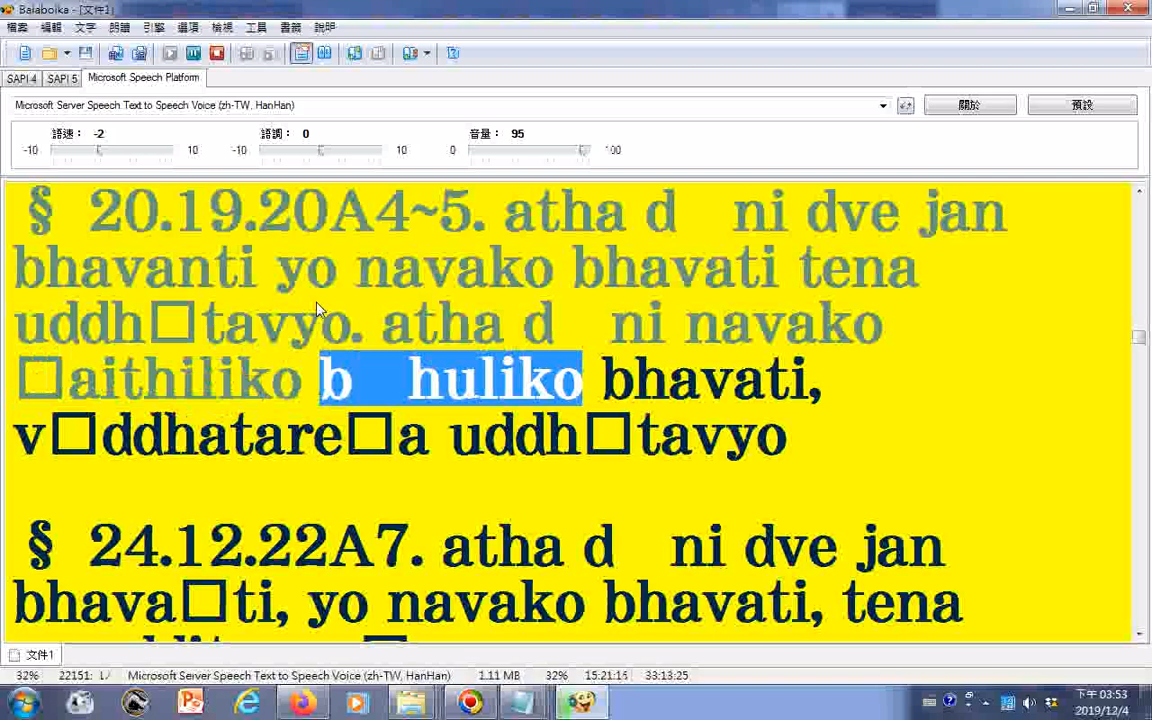 Balabolka - [文件1]
檔案 編輯 文字 朗讀 引擎 選項 檢視 工具 書籤 說明
SAPI 4 SAPI 5 Microsoft Speech Platform
Microsoft Server Speech Text to Speech Voice (zh-TW, HanHan) 關於 預設
語速： -2 語調： 0 音量： 95
-10 10 -10 10 0 100
§ 20.19.20A4~5. atha d ni dve jan
bhavanti yo navako bhavati tena
uddh□tavyo. atha d ni navako
□aithiliko b huliko bhavati,
v□ddhatare□a uddh□tavyo
§ 24.12.22A7. atha d ni dve jan
bhava□ti, yo navako bhavati, tena
文件1
32% 22151: Microsoft Server Speech Text to Speech Voice (zh-TW, HanHan) 1.11 MB 32% 15:21:15 33:13:25
下午 03:53
2019/12/4